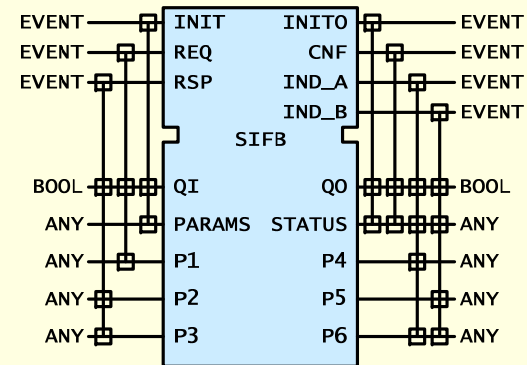 EVENT INIT INITO EVENT
EVENT REQ CNF EVENT
EVENT RSP IND_A EVENT
IND_B EVENT
SIFB
BOOL QI QO BOOL
ANY PARAMS STATUS ANY
ANY P1 P4 ANY
ANY P2 P5 ANY
ANY P3 P6 ANY